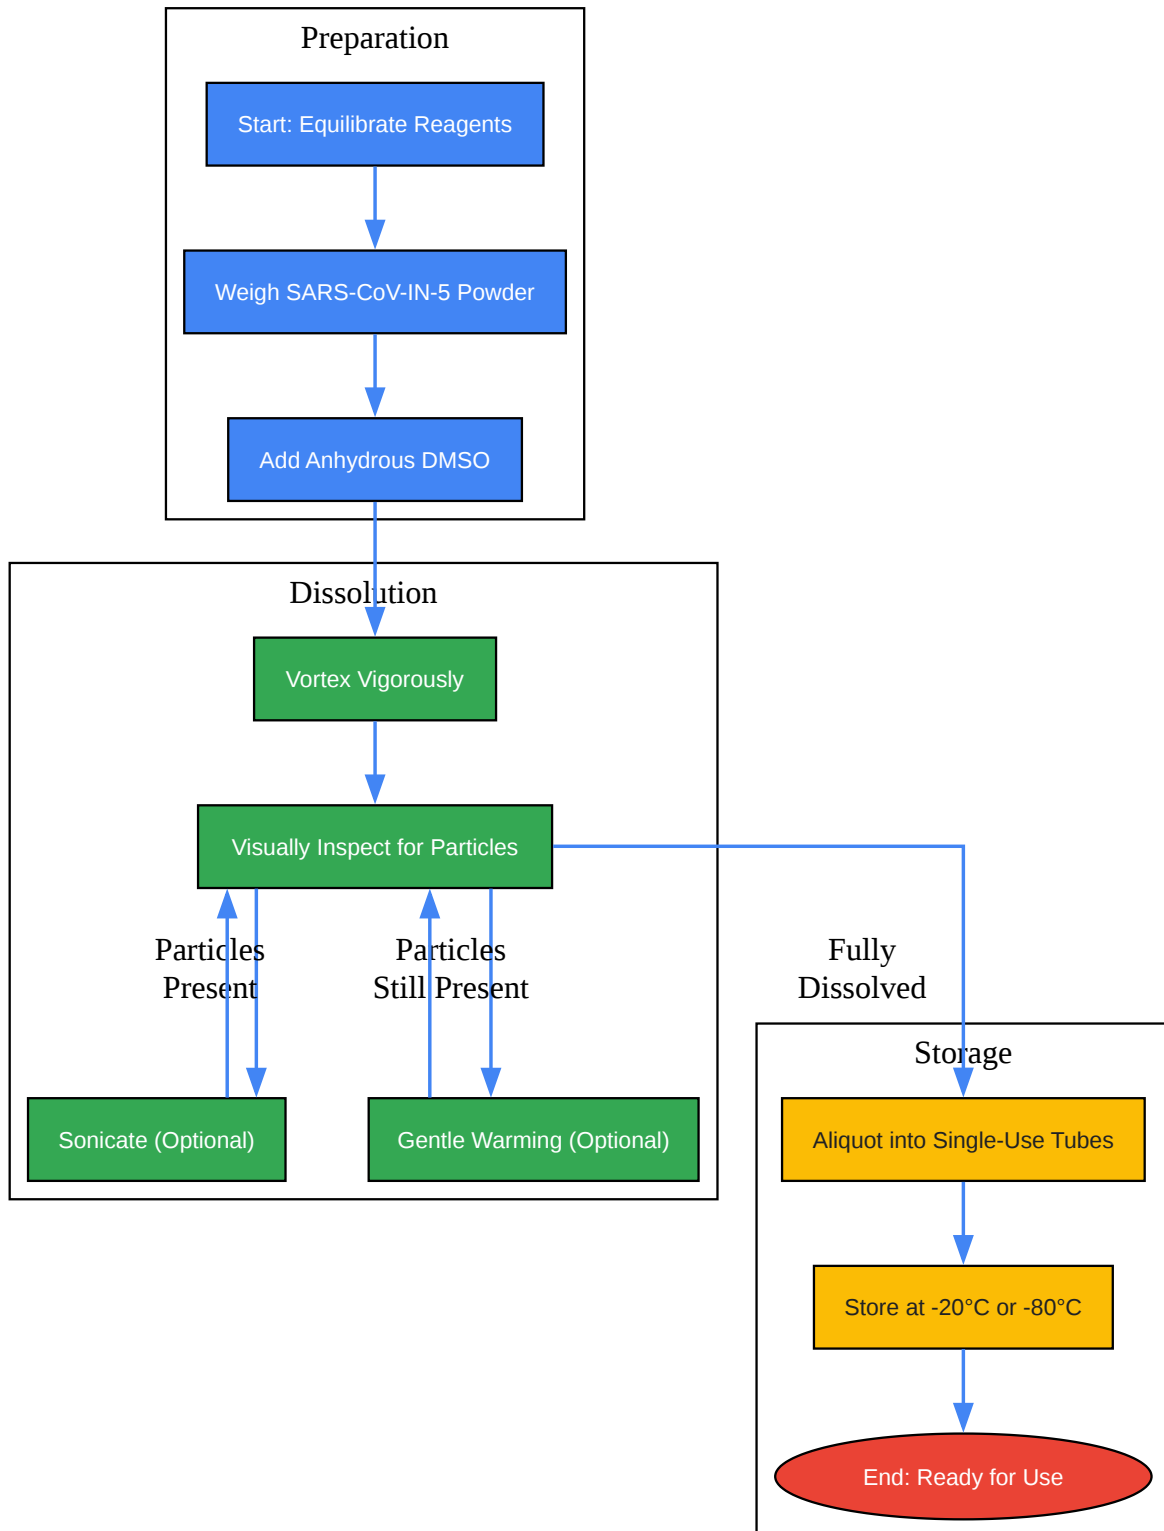 Preparation
Start: Equilibrate Reagents
Weigh SARS-CoV-IN-5 Powder
Add Anhydrous DMSO
Dissolution
Vortex Vigorously
Visually Inspect for Particles
Particles
Present
Particles
Still Present
Fully
Dissolved
Sonicate (Optional)
Gentle Warming (Optional)
Storage
Aliquot into Single-Use Tubes
Store at -20°C or -80°C
End: Ready for Use